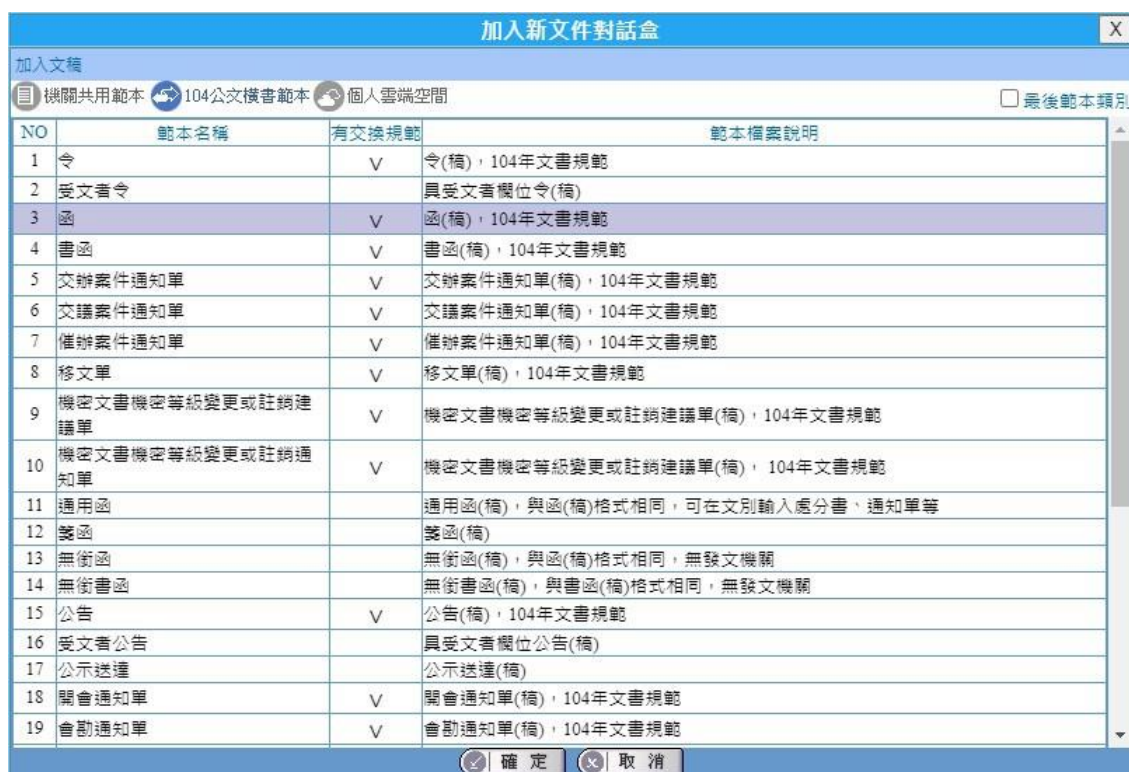 加入新文件對話盒 X
加入文稿
機關共用範本 104公文橫書範本 個人雲端空間 最後範本類別
NO 範本名稱 有交換規範 範本檔案說明
1 令 V 令(稿),104年文書規範
2 受文者令 具受文者欄位令(稿)
3 函 V 函(稿),104年文書規範
4 書函 V 書函(稿),104年文書規範
5 交辦案件通知單 V 交辦案件通知單(稿),104年文書規範
6 交議案件通知單 V 交議案件通知單(稿),104年文書規範
7 催辦案件通知單 V 催辦案件通知單(稿),104年文書規範
8 移文單 V 移文單(稿),104年文書規範
9 機密文書機密等級變更或註銷建
議單 V 機密文書機密等級變更或註銷建議單(稿),104年文書規範
10 機密文書機密等級變更或註銷通
知單 V 機密文書機密等級變更或註銷建議單(稿), 104年文書規範
11 通用函 通用函(稿),與函(稿)格式相同,可在文別輸入處分書、通知單等
12 箋函 箋函(稿)
13 無銜函 無銜函(稿),與函(稿)格式相同,無發文機關
14 無銜書函 無銜書函(稿),與書函(稿)格式相同,無發文機關
15 公告 V 公告(稿),104年文書規範
16 受文者公告 具受文者欄位公告(稿)
17 公示送達 公示送達(稿)
18 開會通知單 V 開會通知單(稿),104年文書規範
19 會勘通知單 V 會勘通知單(稿),104年文書規範
確定 取消